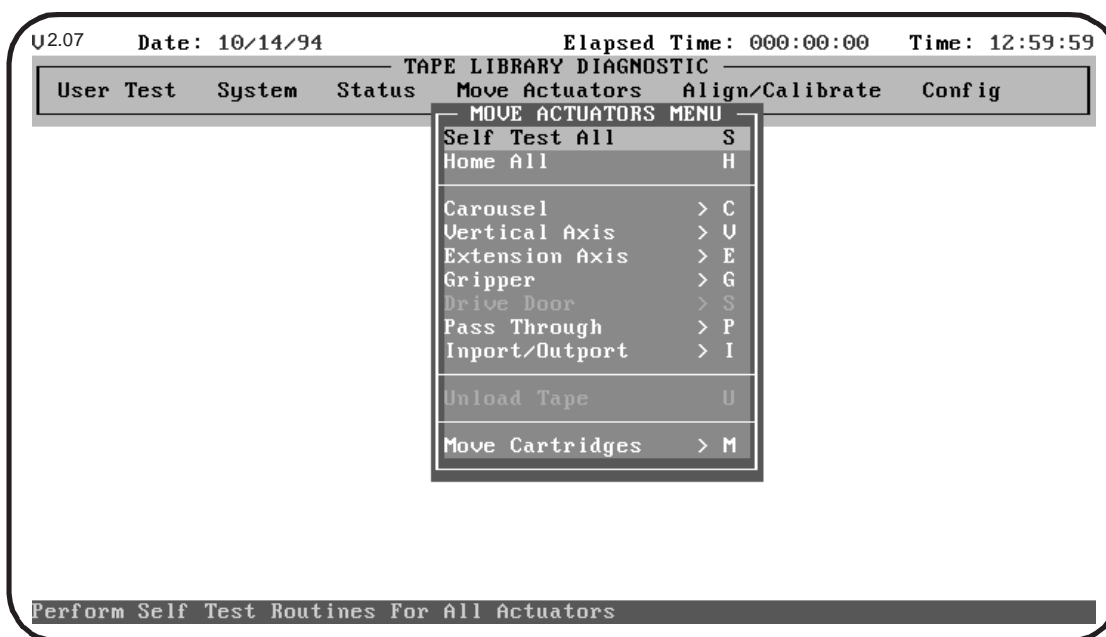 V2.07 Date: 10/14/94 Elapsed Time: 000:00:00 Time: 12:59:59
TAPE LIBRARY DIAGNOSTIC
User Test System Status Move Actuators Align/Calibrate Config
MOVE ACTUATORS MENU
Self Test All S
Home All H
Carousel > C
Vertical Axis > V
Extension Axis > E
Gripper > G
Drive Door > S
Pass Through > P
Inport/Outport > I
Unload Tape U
Move Cartridges > M
Perform Self Test Routines For All Actuators